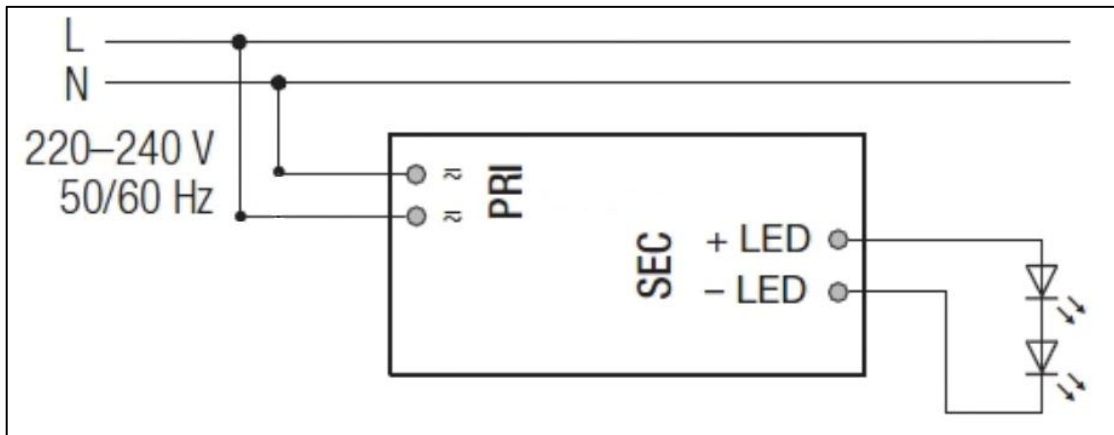 L
N
220–240 V
50/60 Hz
≂
≂
PRI
SEC
+ LED
– LED